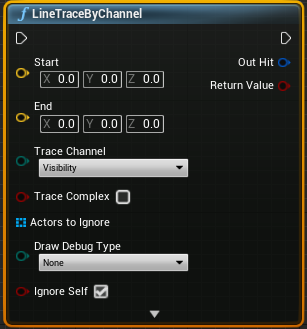 f LineTraceByChannel
Out Hit
Return Value
Start
X 0.0 Y 0.0 Z 0.0
End
X 0.0 Y 0.0 Z 0.0
Trace Channel
Visibility
Trace Complex
Actors to Ignore
Draw Debug Type
None
Ignore Self